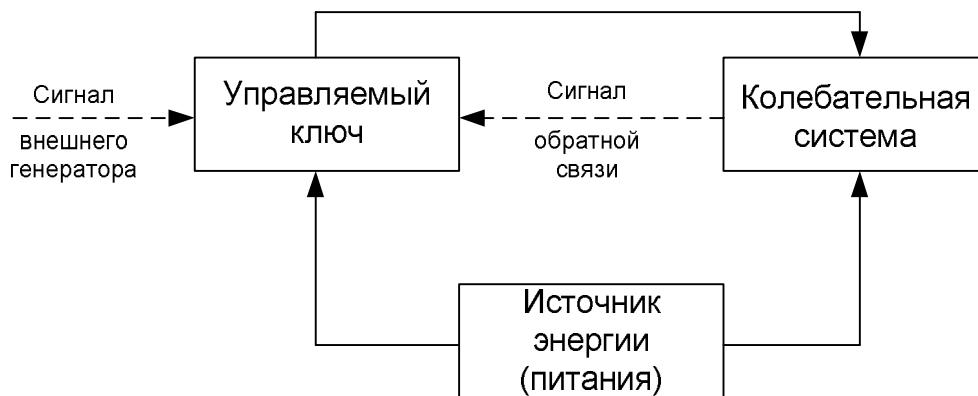 Сигнал
внешнего
генератора
Управляемый
ключ
Сигнал
обратной
связи
Колебательная
система
Источник
энергии
(питания)